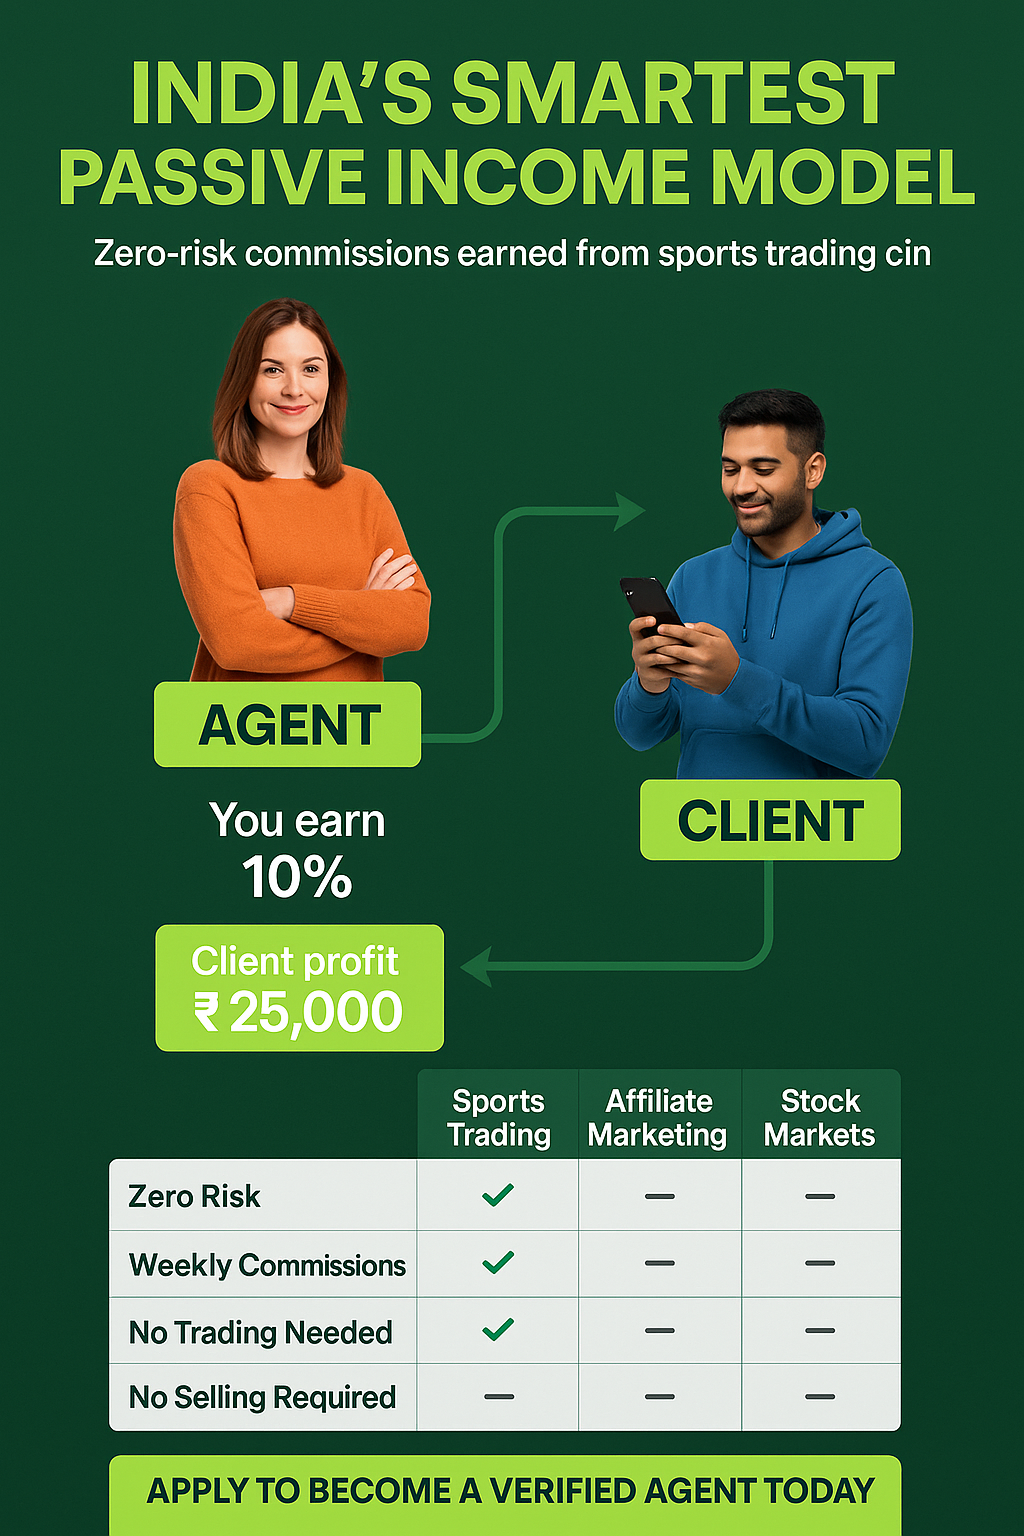 INDIA'S SMARTEST
PASSIVE INCOME MODEL
Zero-risk commissions earned from sports trading cin
AGENT
CLIENT
You earn
10%
Client profit
₹ 25,000
Sports Trading
Affiliate Marketing
Stock Markets
Zero Risk ✓ — —
Weekly Commissions ✓ — —
No Trading Needed ✓ — —
No Selling Required — — —
APPLY TO BECOME A VERIFIED AGENT TODAY